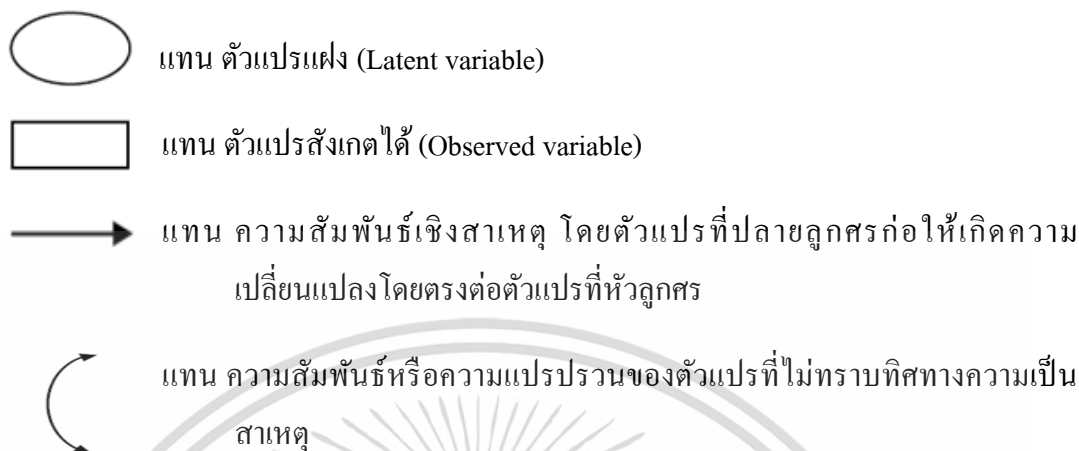 แทน ตัวแปรแฝง (Latent variable)
แทน ตัวแปรสังเกตได้ (Observed variable)
แทน ความสัมพันธ์เชิงสาเหตุ โดยตัวแปรที่ปลายลูกศรก่อให้เกิดความ
เปลี่ยนแปลงโดยตรงต่อตัวแปรที่หัวลูกศร
แทน ความสัมพันธ์หรือความแปรปรวนของตัวแปรที่ไม่ทราบทิศทางความเป็น
สาเหตุ